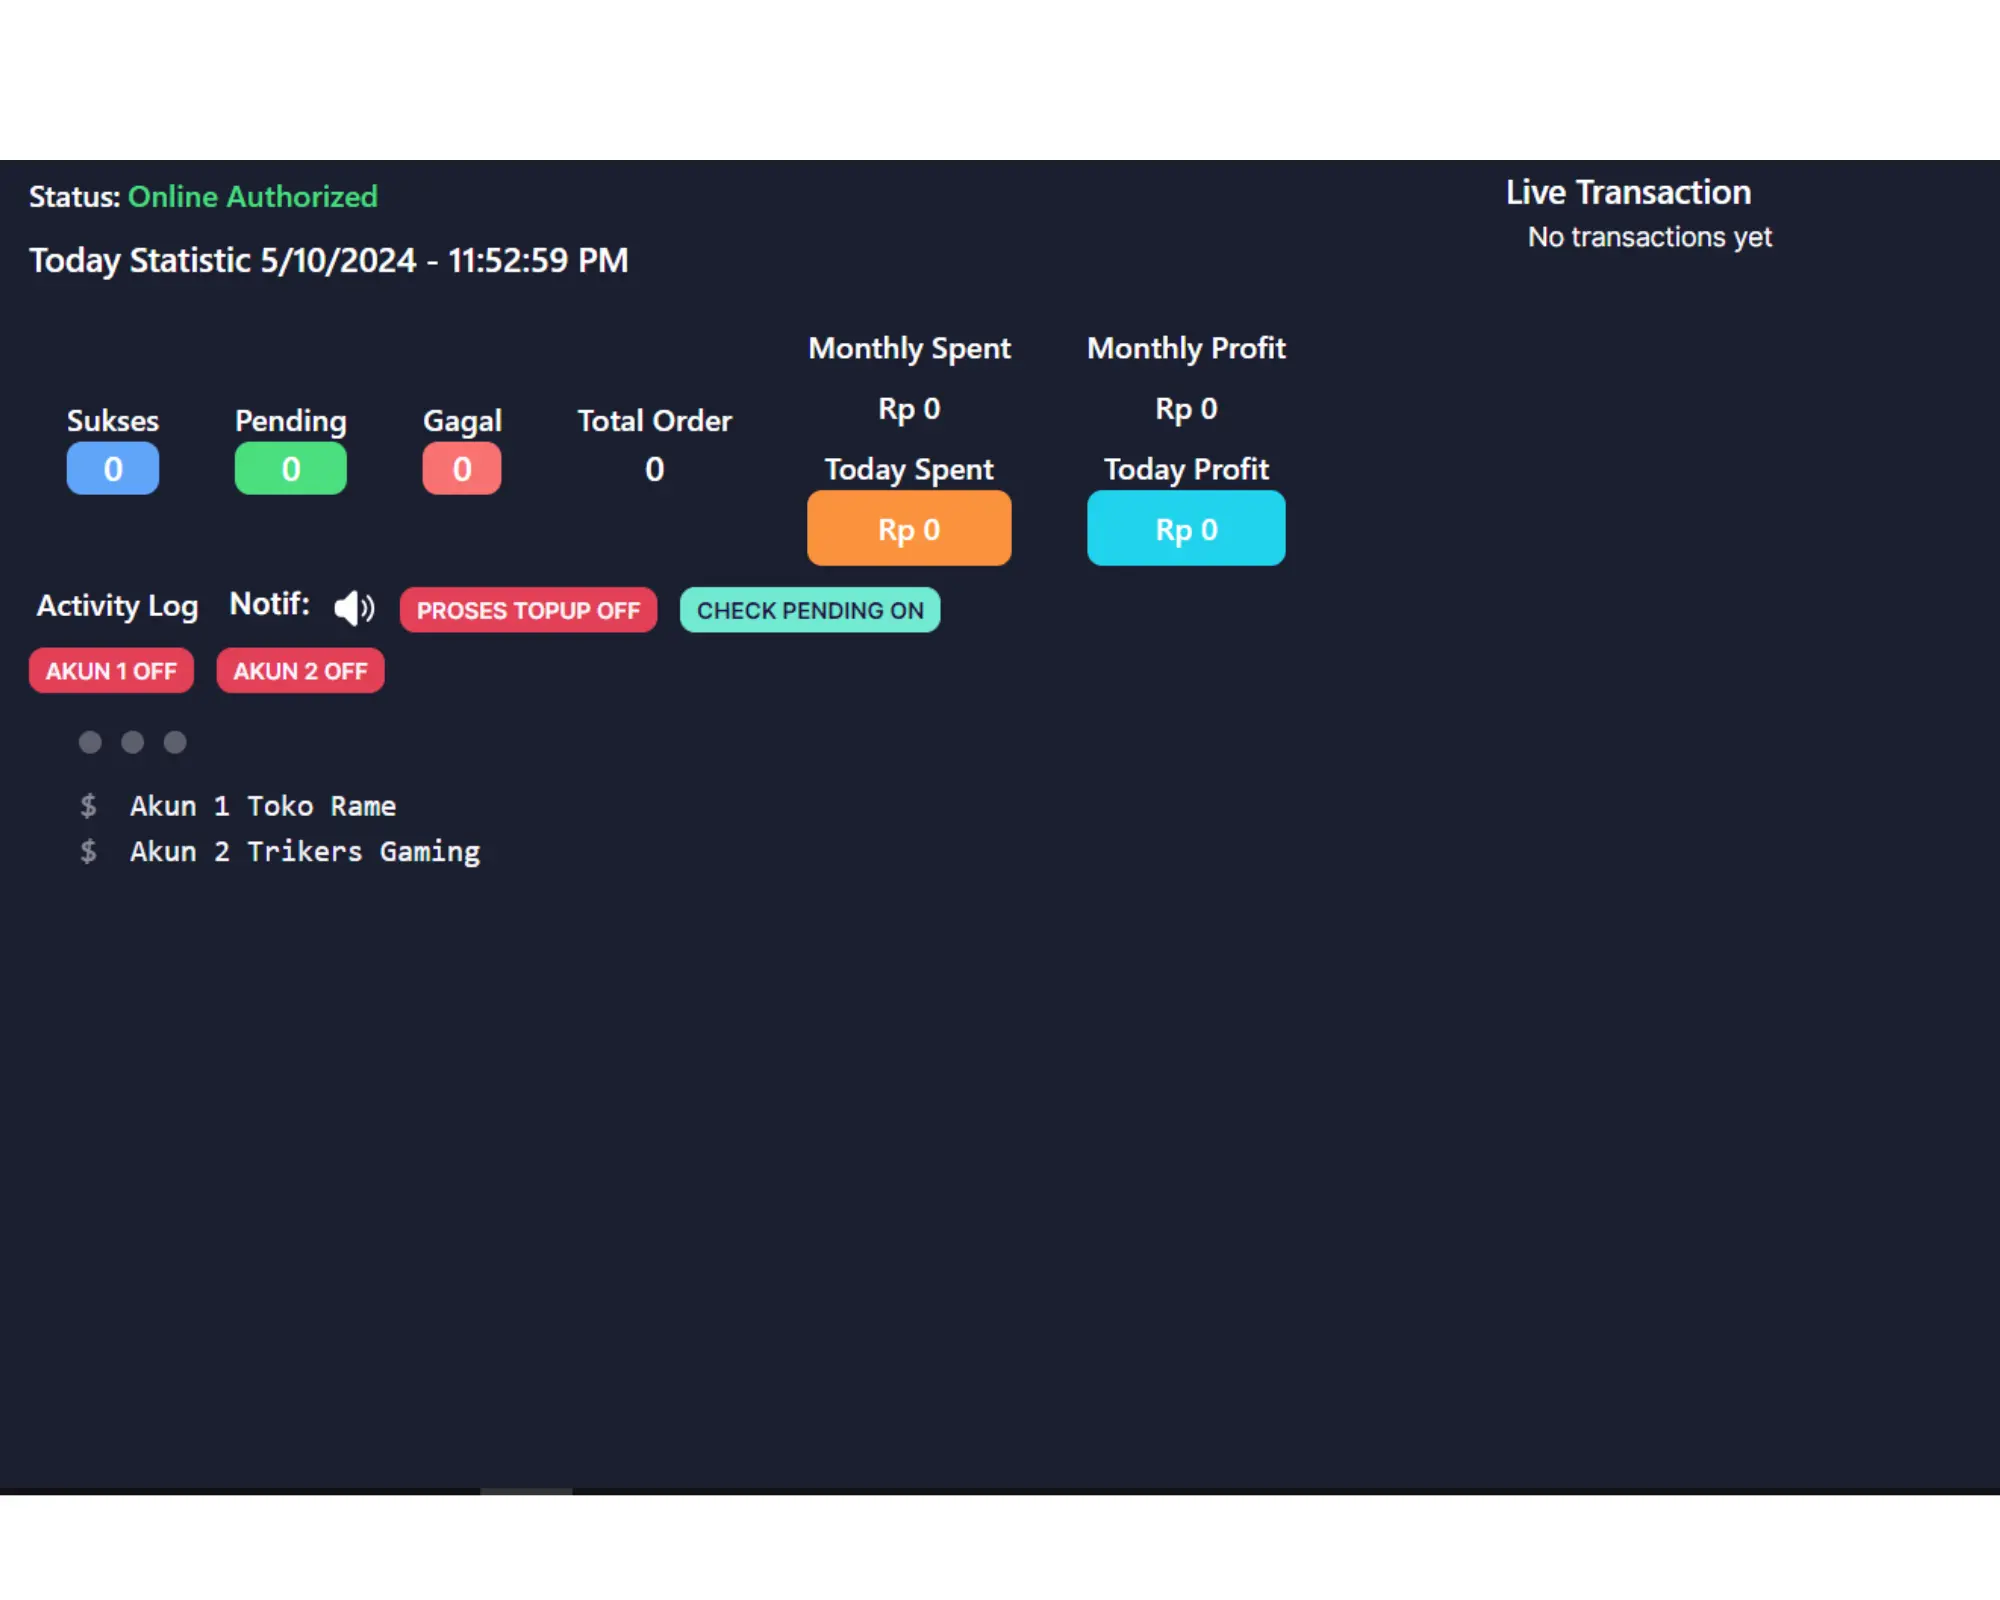 Status: Online Authorized
Today Statistic 5/10/2024 - 11:52:59 PM
Live Transaction
No transactions yet
Sukses
0
Pending
0
Gagal
0
Total Order
0
Monthly Spent
Rp 0
Today Spent
Rp 0
Monthly Profit
Rp 0
Today Profit
Rp 0
Activity Log Notif: PROSES TOPUP OFF CHECK PENDING ON
AKUN 1 OFF AKUN 2 OFF
$ Akun 1 Toko Rame
$ Akun 2 Trikers Gaming